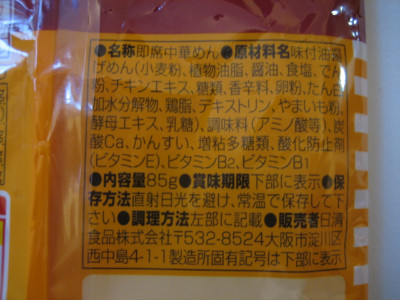 ●名称即席中華めん●原材料名味付油揚
げめん(小麦粉、植物油脂、醤油、食塩、でん
粉、チキンエキス、糖類、香辛料、卵粉、たん白
加水分解物、鶏脂、デキストリン、やまいも粉、
酵母エキス、乳糖)、調味料(アミノ酸等)、炭
酸Ca、かんすい、増粘多糖類、酸化防止剤
(ビタミンE)、ビタミンB2、ビタミンB1
●内容量85g●賞味期限下部に表示●保
存方法直射日光を避け、常温で保存して下
さい●調理方法左部に記載●販売者日清
食品株式会社〒532-8524大阪市淀川区
西中島4-1-1製造所固有記号は下部に表示